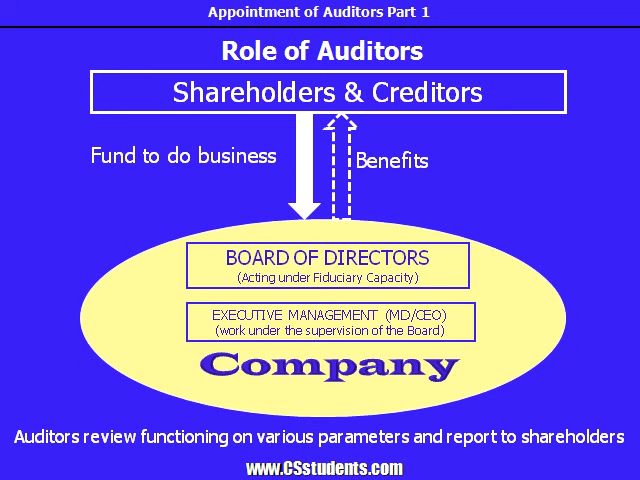 Appointment of Auditors Part 1
Role of Auditors
Shareholders & Creditors
Fund to do business
Benefits
BOARD OF DIRECTORS
(Acting under Fiduciary Capacity)
EXECUTIVE MANAGEMENT (MD/CEO)
(work under the supervision of the Board)
Company
Auditors review functioning on various parameters and report to shareholders
www.CSstudents.com